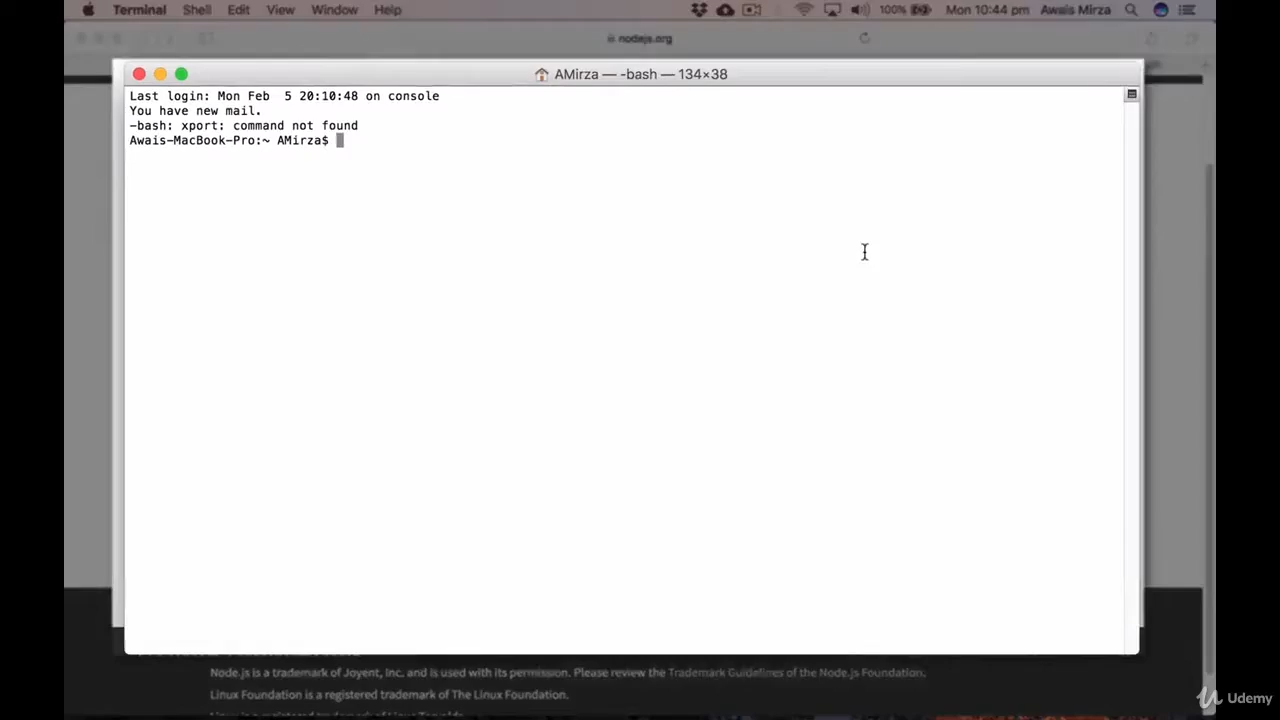 Terminal Shell Edit View Window Help 100% Mon 10:44 pm Awais Mirza
nodejs.org
AMirza — -bash — 134×38
Last login: Mon Feb  5 20:10:48 on console
You have new mail.
-bash: xport: command not found
Awais-MacBook-Pro:~ AMirza$
Node.js is a trademark of Joyent, Inc. and is used with its permission. Please review the Trademark Guidelines of the Node.js Foundation.
Linux Foundation is a registered trademark of The Linux Foundation.
Udemy